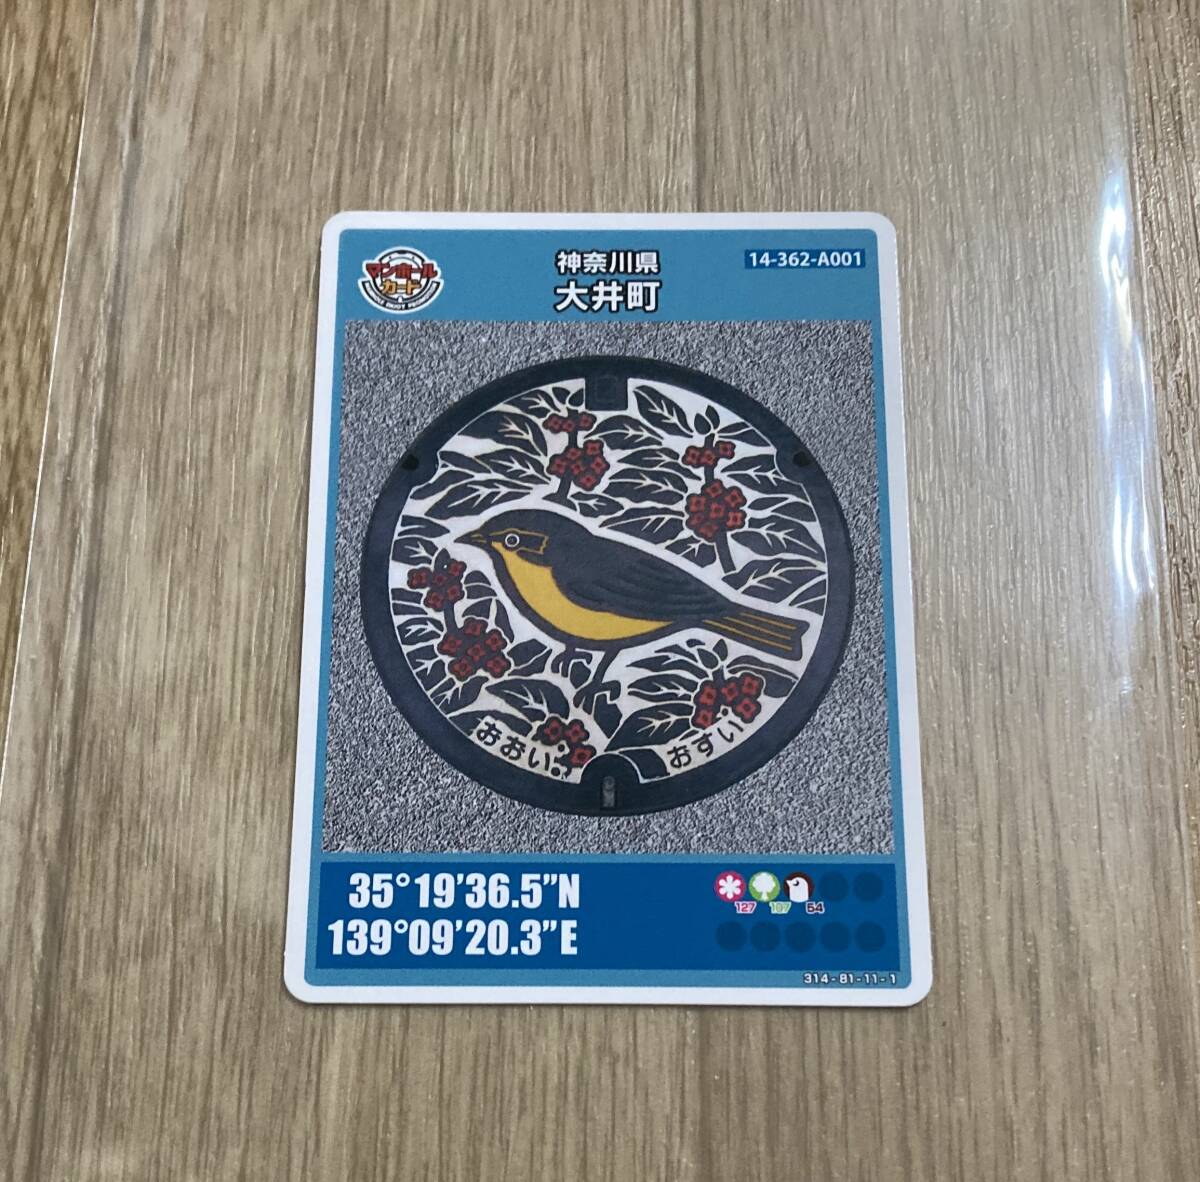 マンホール
カード
神奈川県
大井町
14-362-A001
おおい
おすい
35°19'36.5"N
139°09'20.3"E
127 107 54
314-81-11-1